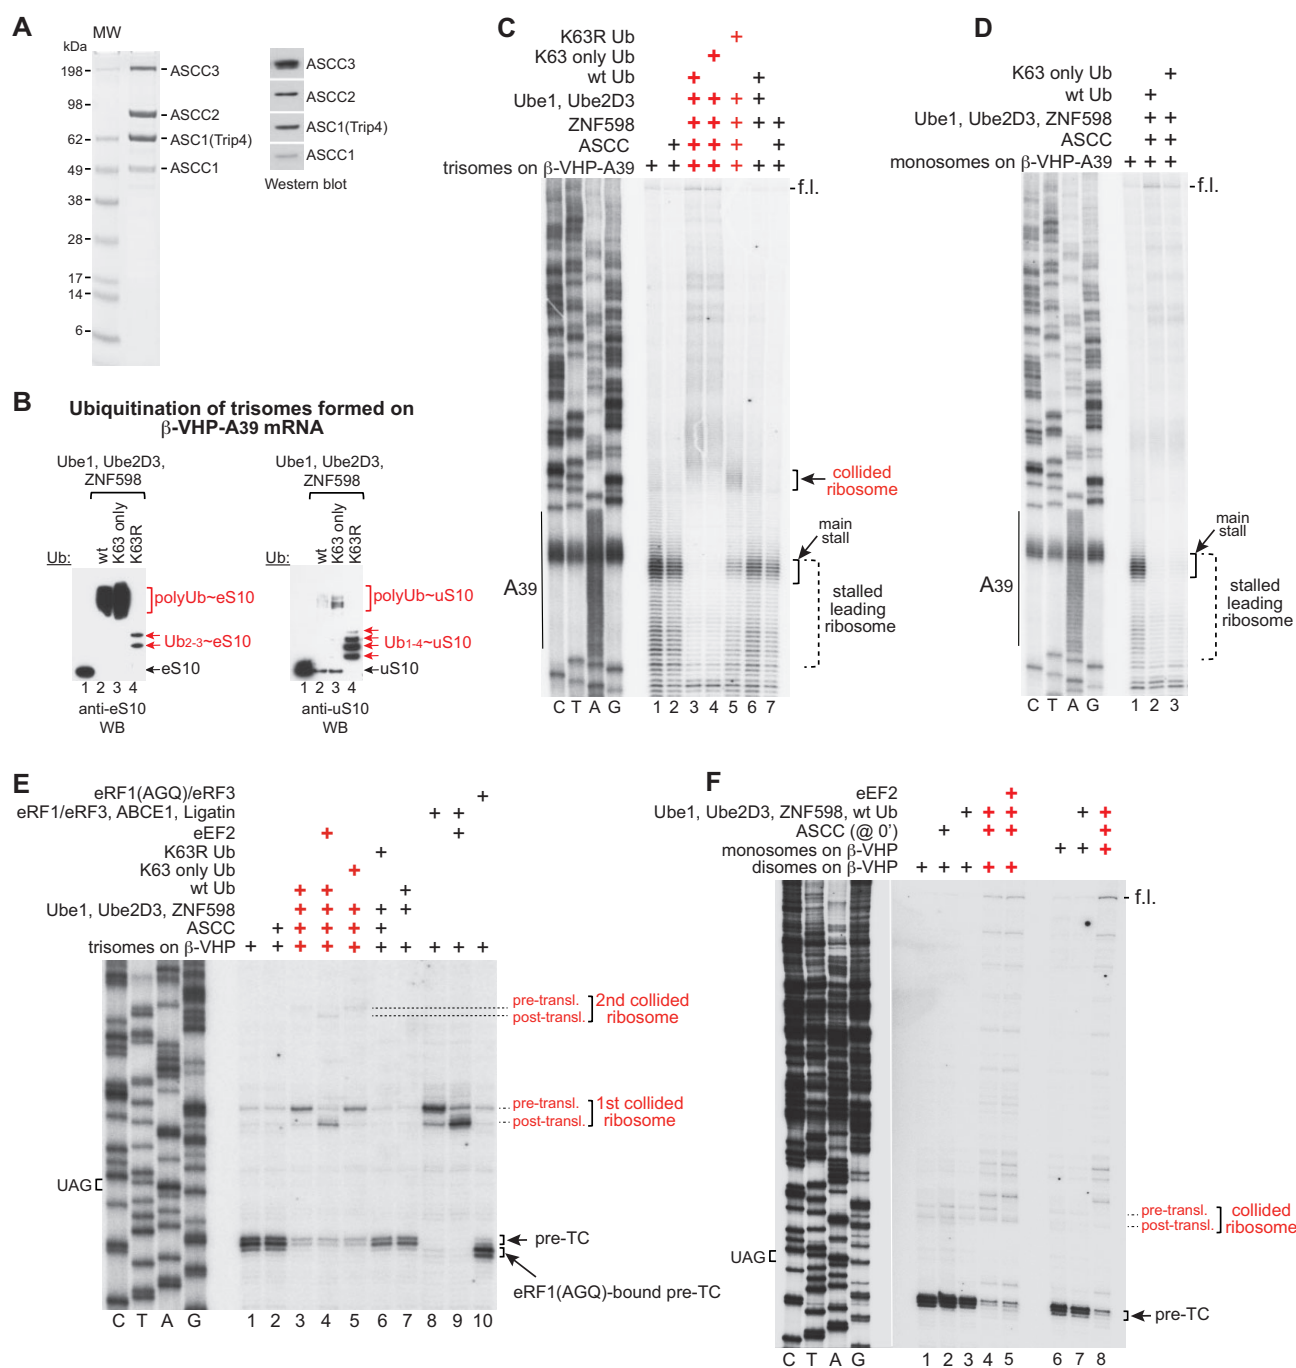 A
MW
kDa
198
98
62
49
38
28
17
14
6
ASCC3
ASCC2
ASC1(Trip4)
ASCC1
ASCC3
ASCC2
ASC1(Trip4)
ASCC1
Western blot
B
Ubiquitination of trisomes formed on
β-VHP-A39 mRNA
Ube1, Ube2D3,
ZNF598
Ub:
wt
K63 only
K63R
polyUb~eS10
Ub2-3~eS10
eS10
1 2 3 4
anti-eS10
WB
Ube1, Ube2D3,
ZNF598
Ub:
wt
K63 only
K63R
polyUb~uS10
Ub1-4~uS10
uS10
1 2 3 4
anti-uS10
WB
C
K63R Ub +
K63 only Ub +
wt Ub + +
Ube1, Ube2D3 + + + +
ZNF598 + + + + +
ASCC + + + + +
trisomes on β-VHP-A39 + + + + + + +
f.l.
collided
ribosome
main
stall
stalled
leading
ribosome
A39
C T A G 1 2 3 4 5 6 7
D
K63 only Ub +
wt Ub +
Ube1, Ube2D3, ZNF598 + +
ASCC + +
monosomes on β-VHP-A39 + + +
f.l.
main
stall
stalled
leading
ribosome
A39
C T A G 1 2 3
E
eRF1(AGQ)/eRF3 +
eRF1/eRF3, ABCE1, Ligatin + +
eEF2 + +
K63R Ub +
K63 only Ub +
wt Ub + + +
Ube1, Ube2D3, ZNF598 + + + + +
ASCC + + + + +
trisomes on β-VHP + + + + + + + + + +
pre-transl.
post-transl.
2nd collided
ribosome
pre-transl.
post-transl.
1st collided
ribosome
UAG
pre-TC
eRF1(AGQ)-bound pre-TC
C T A G 1 2 3 4 5 6 7 8 9 10
F
eEF2 +
Ube1, Ube2D3, ZNF598, wt Ub + + + + +
ASCC (@ 0') + + + +
monosomes on β-VHP + + +
disomes on β-VHP + + + + +
f.l.
pre-transl.
post-transl.
collided
ribosome
UAG
pre-TC
C T A G 1 2 3 4 5 6 7 8